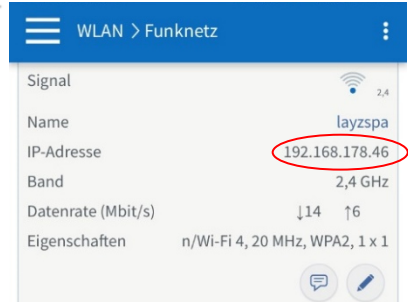 WLAN > Funknetz
Signal 2,4
Name layzspa
IP-Adresse 192.168.178.46
Band 2,4 GHz
Datenrate (Mbit/s) ↓14 ↑6
Eigenschaften n/Wi-Fi 4, 20 MHz, WPA2, 1 x 1